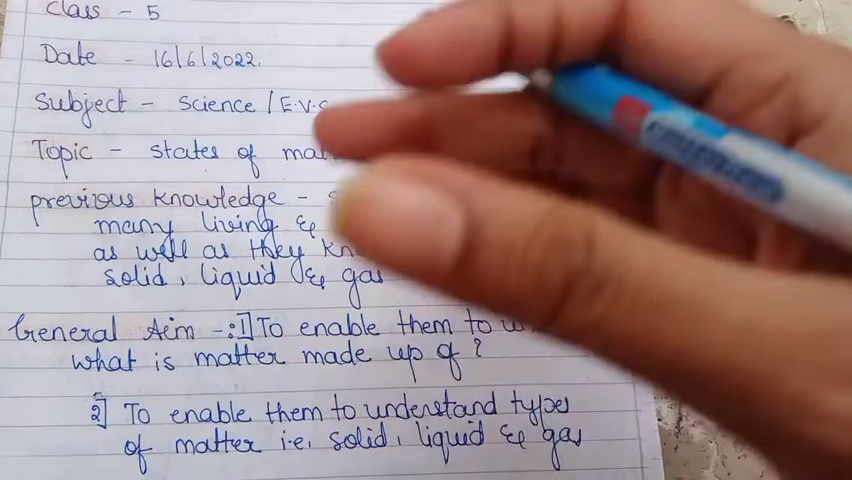 Class - 5
Date - 16/6/2022.
Subject - Science / E.V.S
Topic - states of
previous knowledge -
many living &
as well as they
solid, liquid & gas
General Aim -:1] To enable them to
what is matter made up of?
2] To enable them to understand types
of matter i.e. solid, liquid & gas